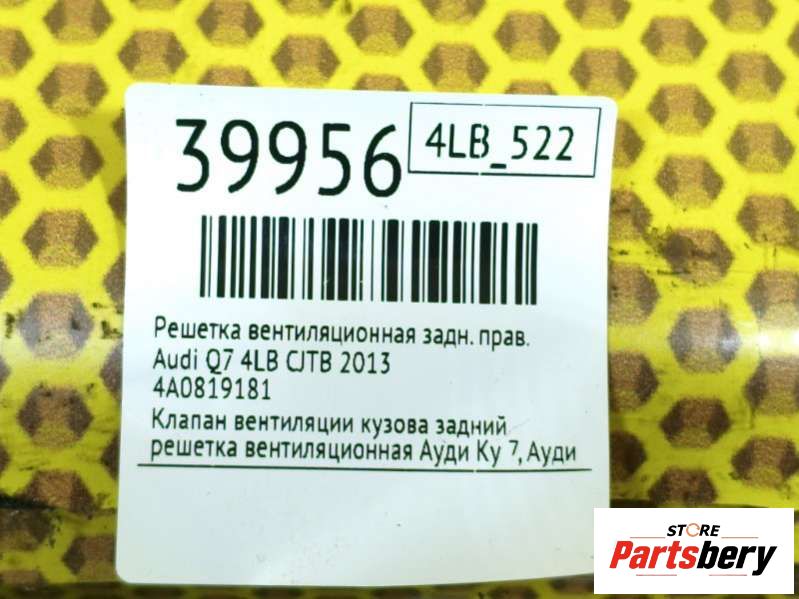 39956
4LB_522
Решетка вентиляционная задн. прав.
Audi Q7 4LB CJTB 2013
4A0819181
Клапан вентиляции кузова задний
решетка вентиляционная Ауди Ку 7, Ауди
STORE
Partsbery